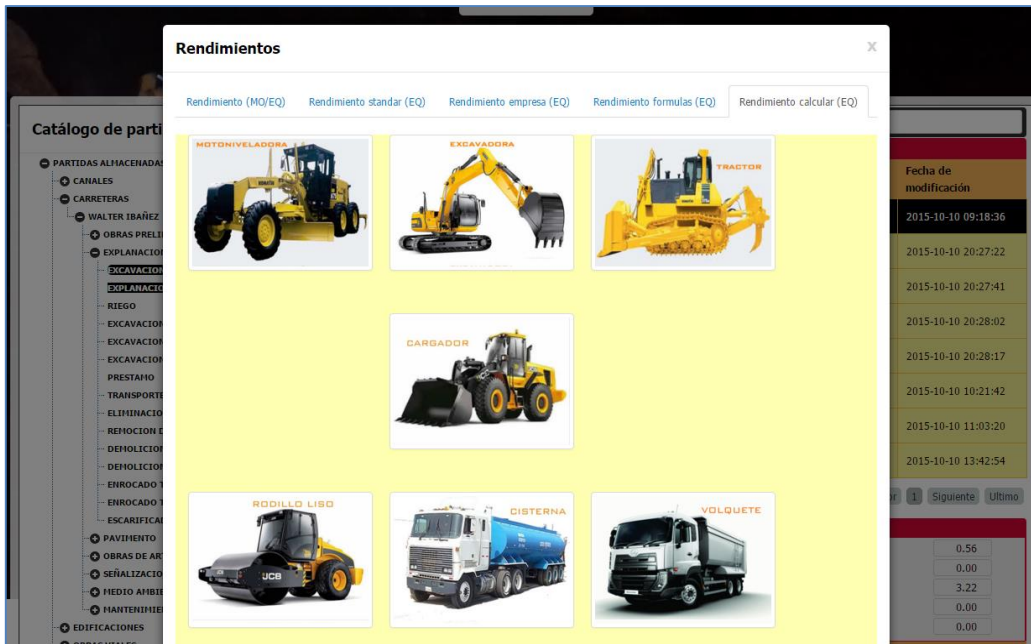 Rendimientos
x
Rendimiento (MO/EQ)
Rendimiento standar (EQ)
Rendimiento empresa (EQ)
Rendimiento formulas (EQ)
Rendimiento calcular (EQ)
MOTONIVELADORA
EXCAVADORA
TRACTOR
CARGADOR
RODILLO LISO
JCB
CISTERNA
VOLQUETE
Catálogo de parti
PARTIDAS ALMACENADAS
CANALES
CARRETERAS
WALTER IBAÑEZ
OBRAS PRELI
EXPLANACION
EXCAVACION
EXPLANACIO
RIEGO
EXCAVACION
EXCAVACION
EXCAVACION
PRESTAMO
TRANSPORTE
ELIMINACIO
REMOCION D
DEMOLICION
DEMOLICION
ENROCADO T
ENROCADO T
ESCARIFICA
PAVIMENTO
OBRAS DE AR
SEÑALIZACIO
MEDIO AMBIE
MANTENIMIE
EDIFICACIONES
OBRAS VIALES
Fecha de
modificación
2015-10-10 09:18:36
2015-10-10 20:27:22
2015-10-10 20:27:41
2015-10-10 20:28:02
2015-10-10 20:28:17
2015-10-10 10:21:42
2015-10-10 11:03:20
2015-10-10 13:42:54
or 1 Siguiente Ultimo
0.56
0.00
3.22
0.00
0.00